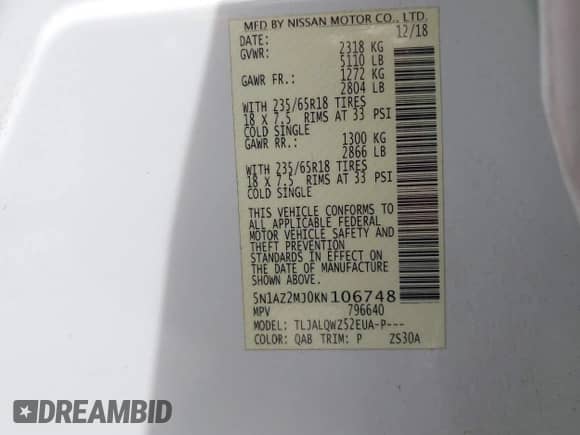 MFD BY NISSAN MOTOR CO., LTD.
DATE: 12/18
GVWR: 2318 KG
5110 LB
GAWR FR.: 1272 KG
2804 LB
WITH 235/65R18 TIRES
18 X 7.5 RIMS AT 33 PSI
COLD SINGLE
GAWR RR.: 1300 KG
2866 LB
WITH 235/65R18 TIRES
18 X 7.5 RIMS AT 33 PSI
COLD SINGLE
THIS VEHICLE CONFORMS TO
ALL APPLICABLE FEDERAL
MOTOR VEHICLE SAFETY AND
THEFT PREVENTION
STANDARDS IN EFFECT ON
THE DATE OF MANUFACTURE
SHOWN ABOVE.
5N1AZ2MJ0KN106748
MPV 796640
MODEL: TLJALQWZ52EUA-P---
COLOR: QAB TRIM: P ZS30A
DREAMBID